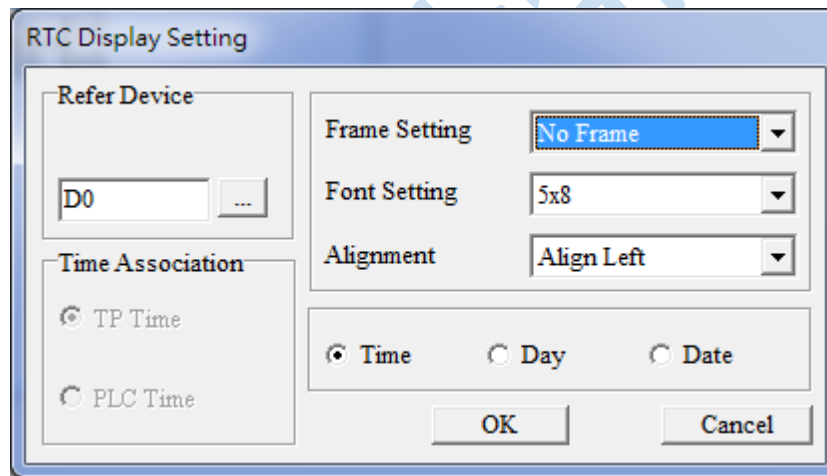 RTC Display Setting
Refer Device
D0
...
Time Association
TP Time
PLC Time
Frame Setting
No Frame
Font Setting
5x8
Alignment
Align Left
Time
Day
Date
OK
Cancel